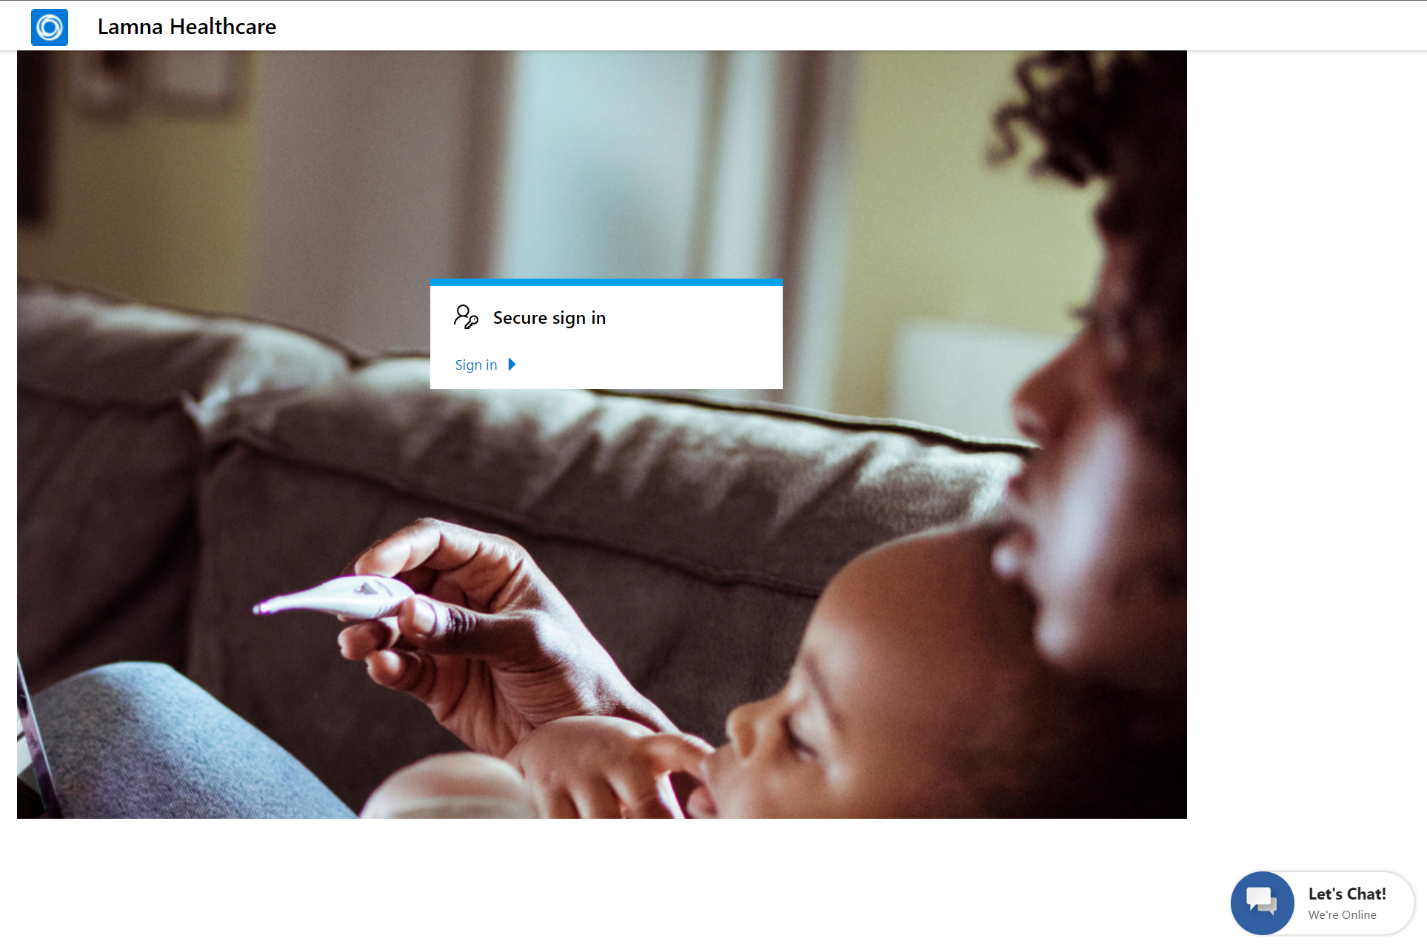 Lamna Healthcare
Secure sign in
Sign in
Let's Chat!
We're Online